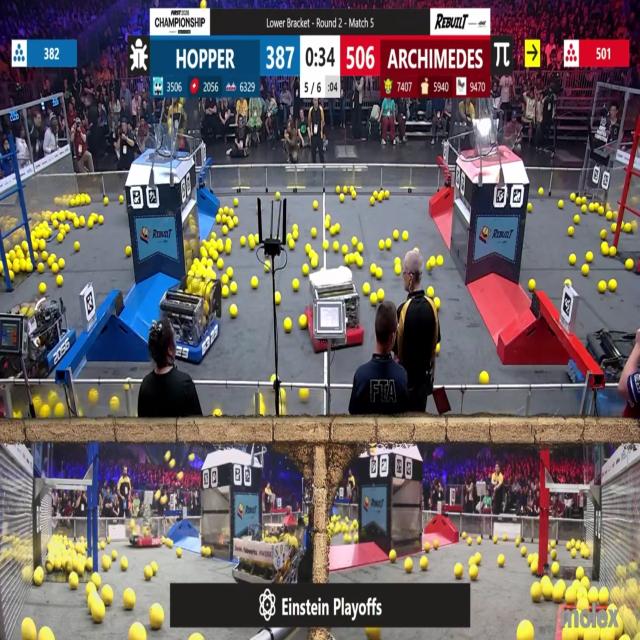 FIRST 2026
CHAMPIONSHIP
Lower Bracket - Round 2 - Match 5
REBUILT
382
HOPPER
387
0:34
506
ARCHIMEDES
π
501
3506
2056
6329
5 / 6
:04
7407
5940
9470
REBUILT
REBUILT
FTA
Einstein Playoffs
molex